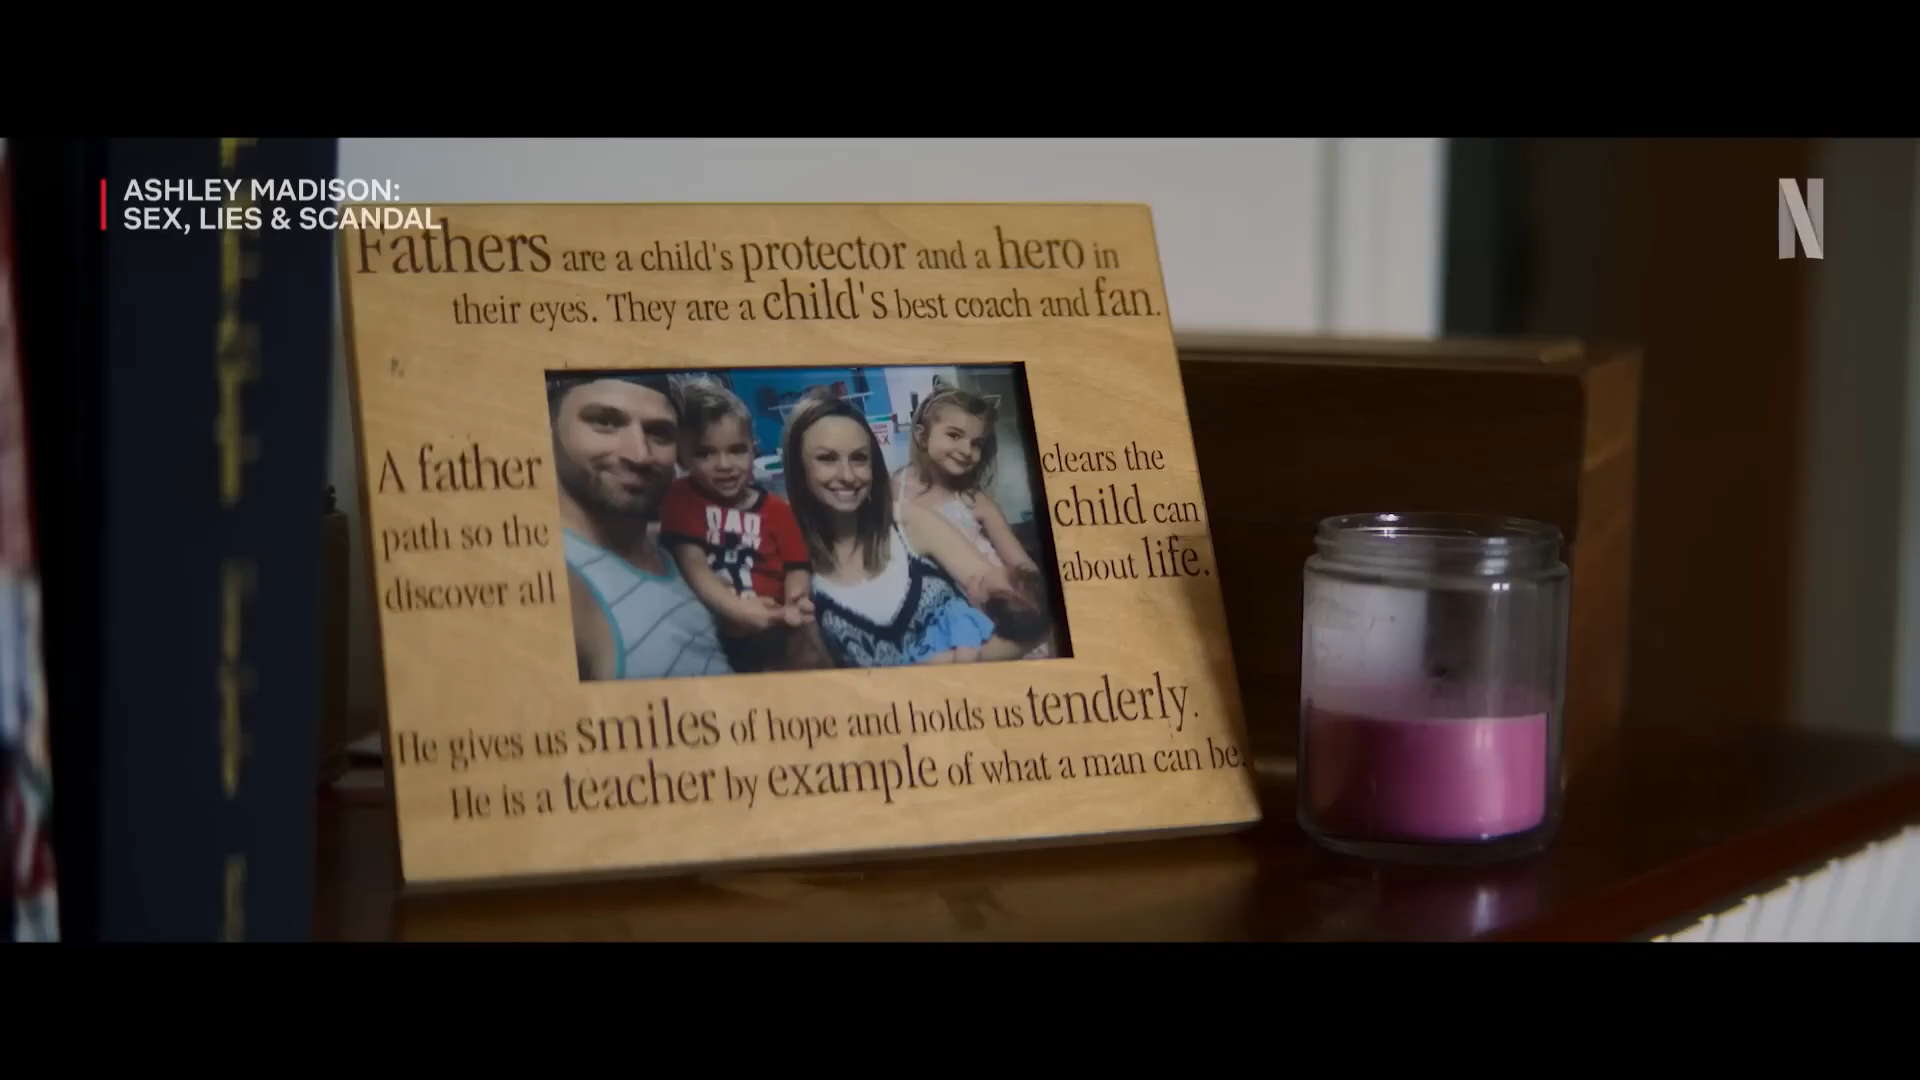 ASHLEY MADISON:
SEX, LIES & SCANDAL
N
Fathers are a child's protector and a hero in
their eyes. They are a child's best coach and fan.
A father
path so the
discover all
clears the
child can
about life.
DAD
He gives us smiles of hope and holds us tenderly.
He is a teacher by example of what a man can be.